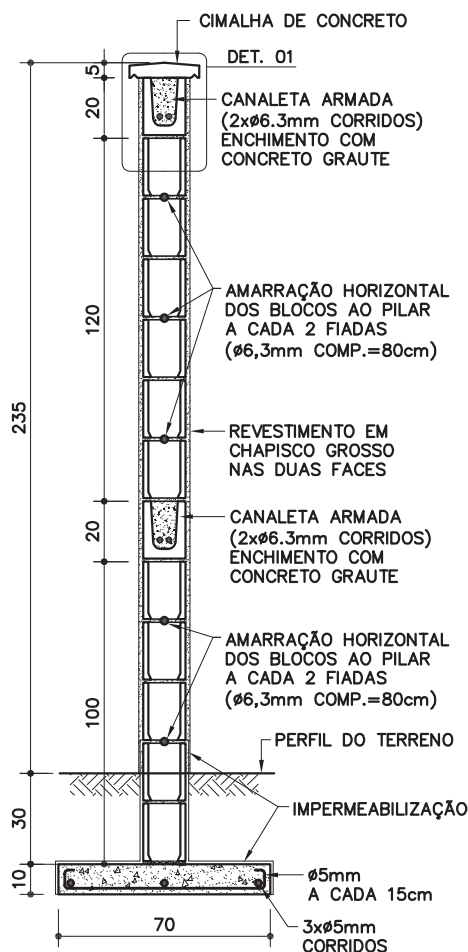 CIMALHA DE CONCRETO
DET. 01
5
20
CANALETA ARMADA
(2xø6.3mm CORRIDOS)
ENCHIMENTO COM
CONCRETO GRAUTE
120
AMARRAÇÃO HORIZONTAL
DOS BLOCOS AO PILAR
A CADA 2 FIADAS
(ø6,3mm COMP.=80cm)
235
REVESTIMENTO EM
CHAPISCO GROSSO
NAS DUAS FACES
20
CANALETA ARMADA
(2xø6.3mm CORRIDOS)
ENCHIMENTO COM
CONCRETO GRAUTE
AMARRAÇÃO HORIZONTAL
DOS BLOCOS AO PILAR
A CADA 2 FIADAS
(ø6,3mm COMP.=80cm)
100
PERFIL DO TERRENO
30
IMPERMEABILIZAÇÃO
10
ø5mm
A CADA 15cm
70
3xø5mm
CORRIDOS